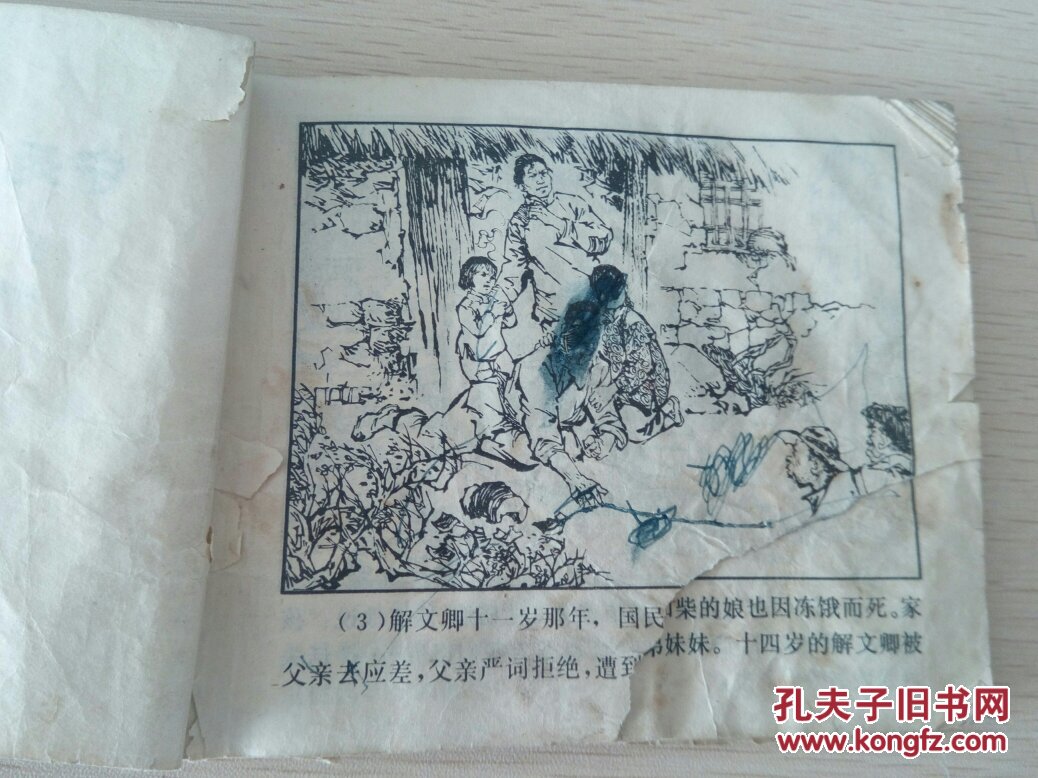 (3)解文卿十一岁那年，国民
父亲去应差，父亲严词拒绝，遭到
柴的娘也因冻饿而死。家
妹妹。十四岁的解文卿被
孔夫子旧书网
www.kongfz.com